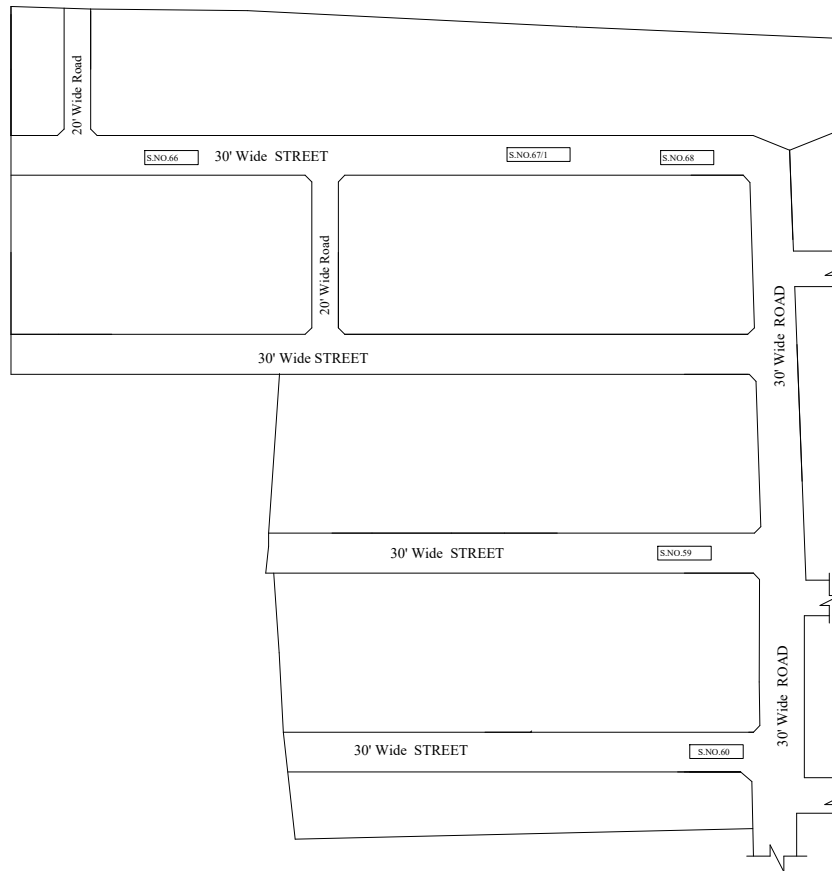 20' Wide Road
S.NO.66
30' Wide STREET
S.NO.67/1
S.NO.68
20' Wide Road
30' Wide ROAD
30' Wide STREET
30' Wide STREET
S.NO.59
30' Wide ROAD
30' Wide STREET
S.NO.60